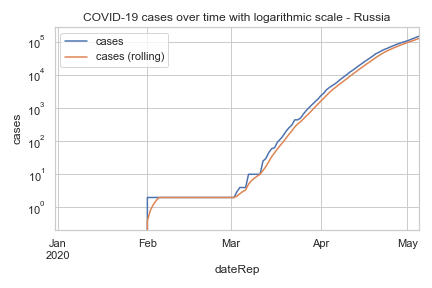 COVID-19 cases over time with logarithmic scale - Russia
cases
cases (rolling)
10^5
10^4
10^3
10^2
10^1
10^0
cases
Jan
2020
Feb
Mar
Apr
May
dateRep